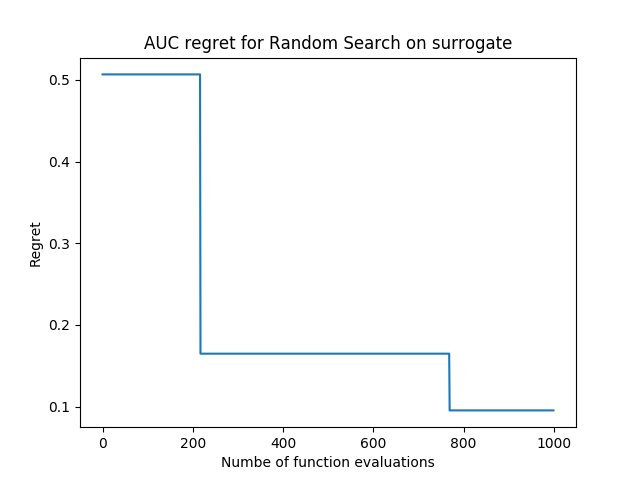 AUC regret for Random Search on surrogate
0.5
0.4
0.3
0.2
0.1
Regret
0 200 400 600 800 1000
Numbe of function evaluations